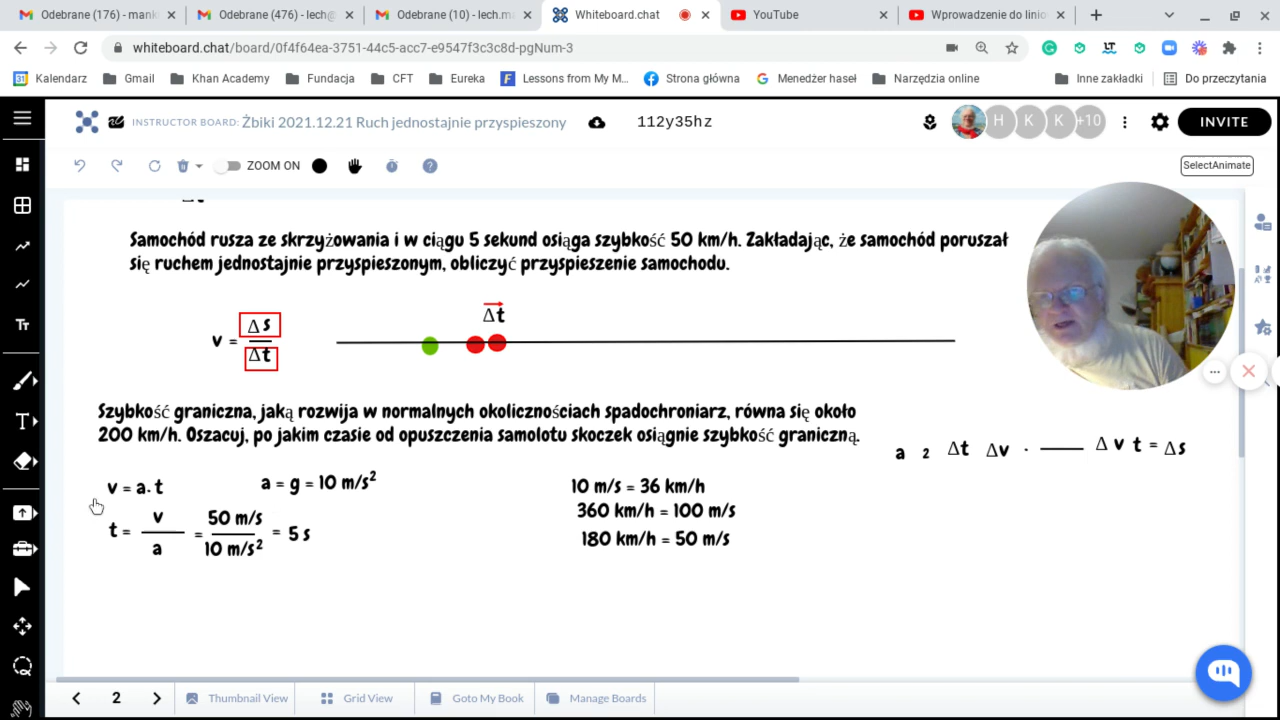 Odebrane (176) - mank
Odebrane (476) - lech@
Odebrane (10) - lech.m
Whiteboard.chat
YouTube
Wprowadzenie do linio
whiteboard.chat/board/0f4f64ea-3751-44c5-acc7-e9547f3c3c8d-pgNum-3
Kalendarz
Gmail
Khan Academy
Fundacja
CFT
Eureka
Lessons from My M...
Strona główna
Menedżer haseł
Narzędzia online
Inne zakładki
Do przeczytania
INSTRUCTOR BOARD: Żbiki 2021.12.21 Ruch jednostajnie przyspieszony
112y35hz
H K K +10
INVITE
ZOOM ON
SelectAnimate
Δt
Samochód rusza ze skrzyżowania i w ciągu 5 sekund osiąga szybkość 50 km/h. Zakładając, że samochód poruszał
się ruchem jednostajnie przyspieszonym, obliczyć przyspieszenie samochodu.
v = Δs
Δt
Δt
Szybkość graniczna, jaką rozwija w normalnych okolicznościach spadochroniarz, równa się około
200 km/h. Oszacuj, po jakim czasie od opuszczenia samolotu skoczek osiągnie szybkość graniczną.
a 2 Δt Δv · —— Δ v t = Δs
v = a · t
a = g = 10 m/s²
10 m/s = 36 km/h
360 km/h = 100 m/s
180 km/h = 50 m/s
t = v / a = 50 m/s / 10 m/s² = 5 s
2
Thumbnail View
Grid View
Goto My Book
Manage Boards